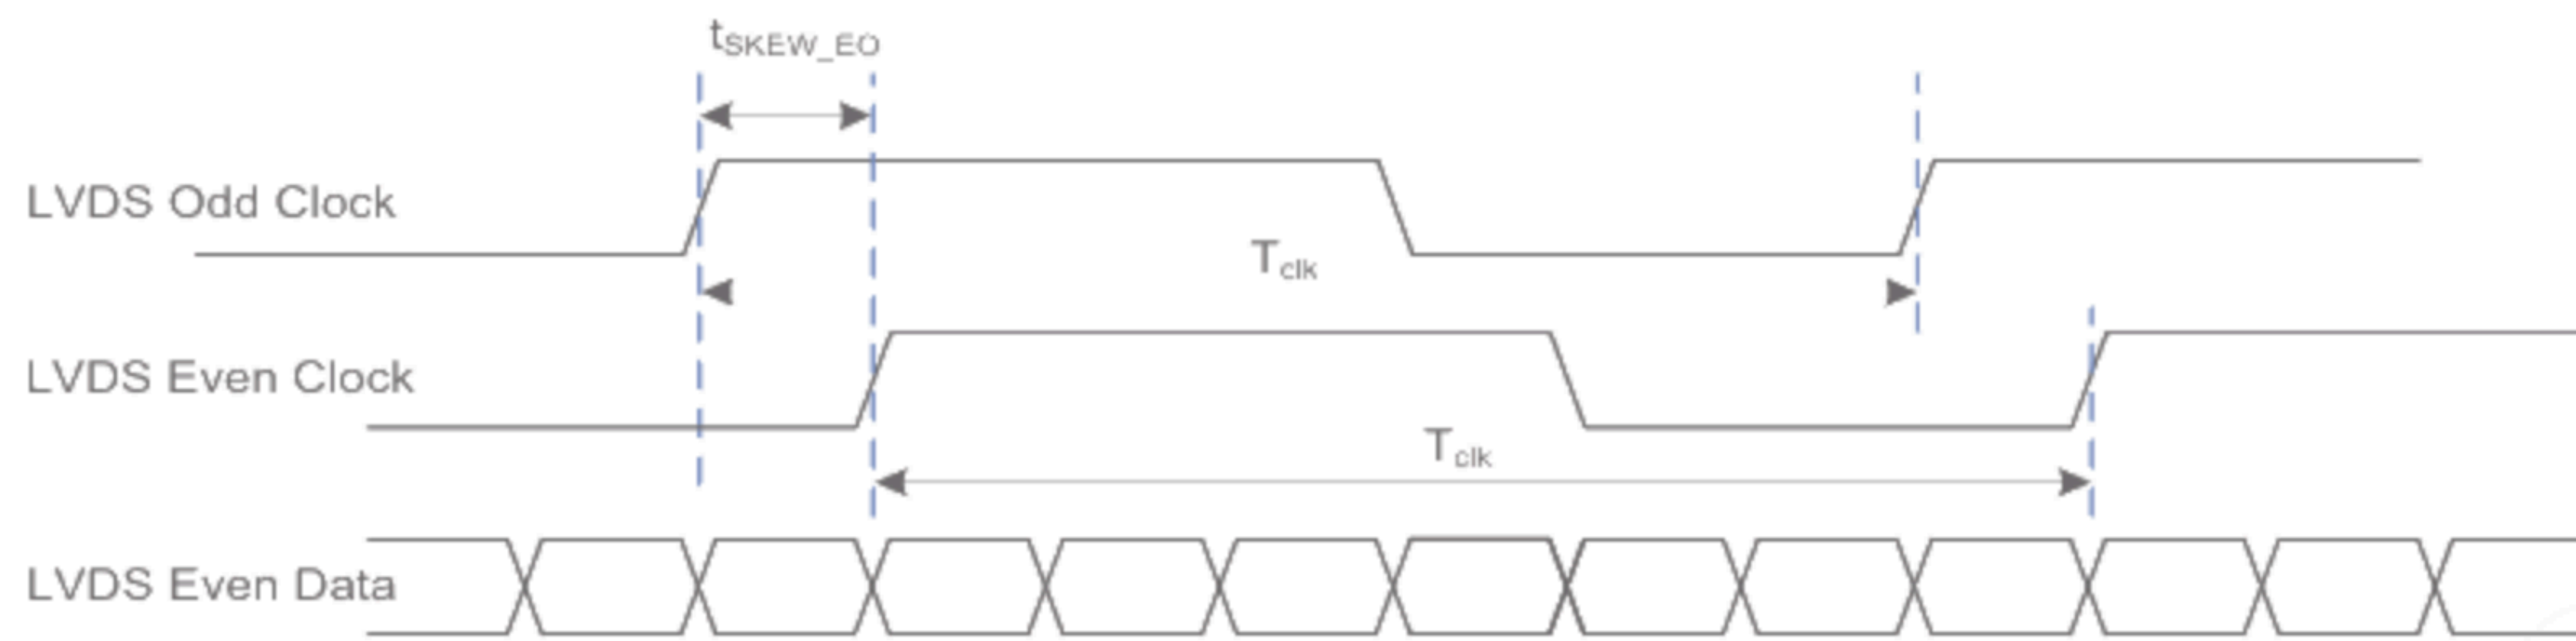 tSKEW_EO
LVDS Odd Clock
Tclk
LVDS Even Clock
Tclk
LVDS Even Data